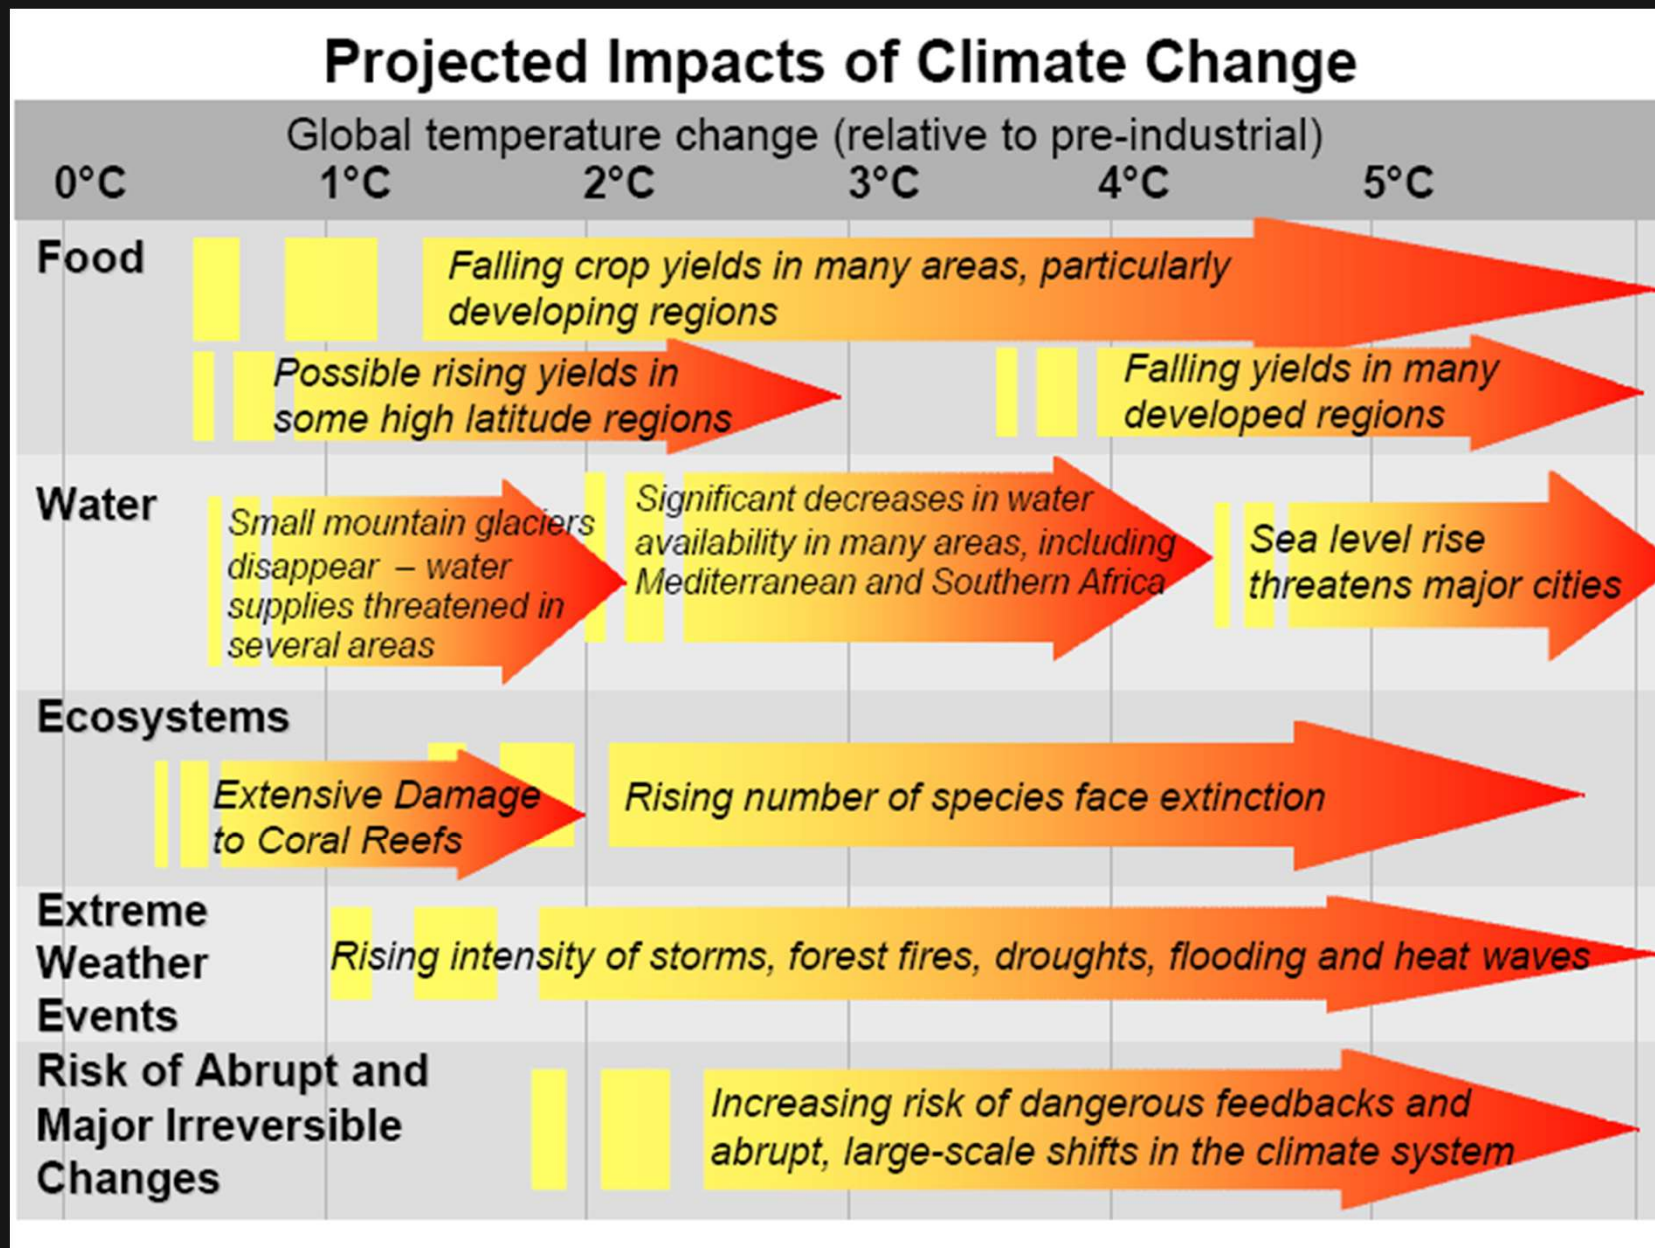 Projected Impacts of Climate Change
Global temperature change (relative to pre-industrial)
0°C 1°C 2°C 3°C 4°C 5°C
Food
Falling crop yields in many areas, particularly
developing regions
Possible rising yields in
some high latitude regions
Falling yields in many
developed regions
Water
Small mountain glaciers
disappear – water
supplies threatened in
several areas
Significant decreases in water
availability in many areas, including
Mediterranean and Southern Africa
Sea level rise
threatens major cities
Ecosystems
Extensive Damage
to Coral Reefs
Rising number of species face extinction
Extreme
Weather
Events
Rising intensity of storms, forest fires, droughts, flooding and heat waves
Risk of Abrupt and
Major Irreversible
Changes
Increasing risk of dangerous feedbacks and
abrupt, large-scale shifts in the climate system